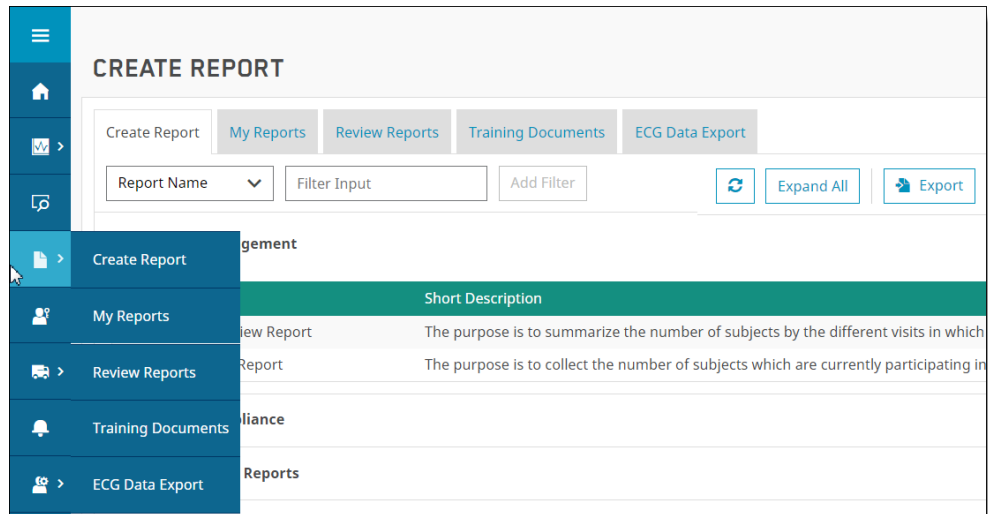 CREATE REPORT
Create Report
My Reports
Review Reports
Training Documents
ECG Data Export
Report Name
Filter Input
Add Filter
Expand All
Export
gement
Create Report
Short Description
My Reports
iew Report
The purpose is to summarize the number of subjects by the different visits in which
Report
The purpose is to collect the number of subjects which are currently participating in
Review Reports
pliance
Training Documents
Reports
ECG Data Export